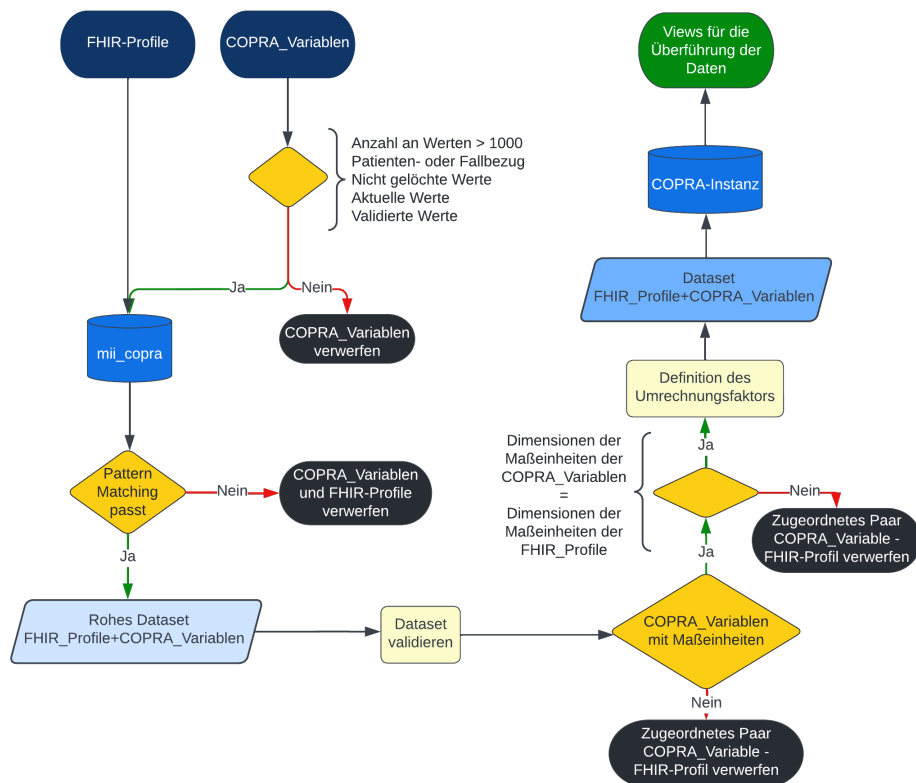 FHIR-Profile
COPRA_Variablen
Anzahl an Werten > 1000
Patienten- oder Fallbezug
Nicht gelöchte Werte
Aktuelle Werte
Validierte Werte
Ja
Nein
COPRA_Variablen
verwerfen
mii_copra
Pattern
Matching
passt
Nein
COPRA_Variablen
und FHIR-Profile
verwerfen
Ja
Rohes Dataset
FHIR_Profile+COPRA_Variablen
Dataset
validieren
COPRA_Variablen
mit Maßeinheiten
Nein
Zugeordnetes Paar
COPRA_Variable -
FHIR-Profil verwerfen
Ja
Dimensionen der
Maßeinheiten der
COPRA_Variablen
=
Dimensionen der
Maßeinheiten der
FHIR_Profile
Nein
Zugeordnetes Paar
COPRA_Variable -
FHIR-Profil verwerfen
Ja
Definition des
Umrechnungsfaktors
Dataset
FHIR_Profile+COPRA_Variablen
COPRA-Instanz
Views für die
Überführung der
Daten